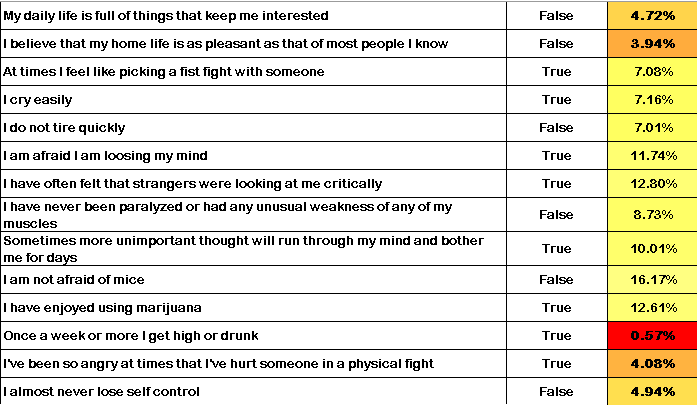 My daily life is full of things that keep me interested False 4.72%
I believe that my home life is as pleasant as that of most people I know False 3.94%
At times I feel like picking a fist fight with someone True 7.08%
I cry easily True 7.16%
I do not tire quickly False 7.01%
I am afraid I am loosing my mind True 11.74%
I have often felt that strangers were looking at me critically True 12.80%
I have never been paralyzed or had any unusual weakness of any of my
muscles False 8.73%
Sometimes more unimportant thought will run through my mind and bother
me for days True 10.01%
I am not afraid of mice False 16.17%
I have enjoyed using marijuana True 12.61%
Once a week or more I get high or drunk True 0.57%
I've been so angry at times that I've hurt someone in a physical fight True 4.08%
I almost never lose self control False 4.94%